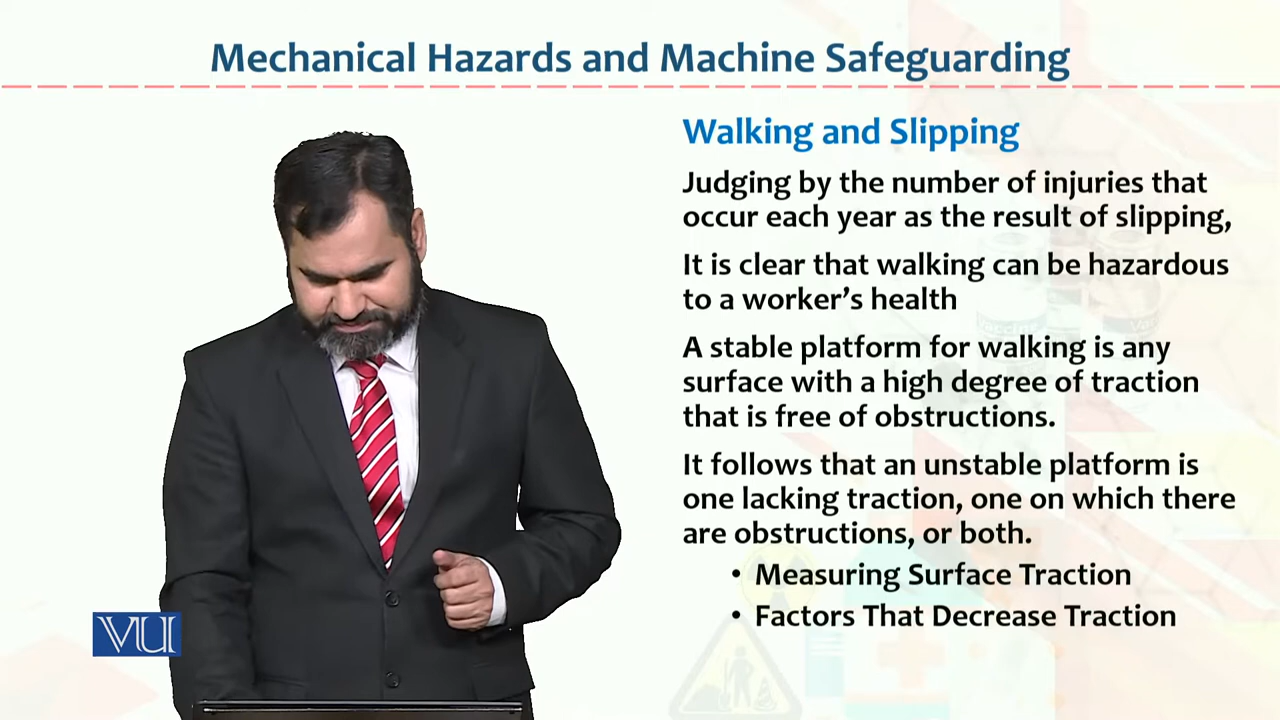 Mechanical Hazards and Machine Safeguarding
Walking and Slipping
Judging by the number of injuries that
occur each year as the result of slipping,
It is clear that walking can be hazardous
to a worker’s health
A stable platform for walking is any
surface with a high degree of traction
that is free of obstructions.
It follows that an unstable platform is
one lacking traction, one on which there
are obstructions, or both.
• Measuring Surface Traction
• Factors That Decrease Traction
VU